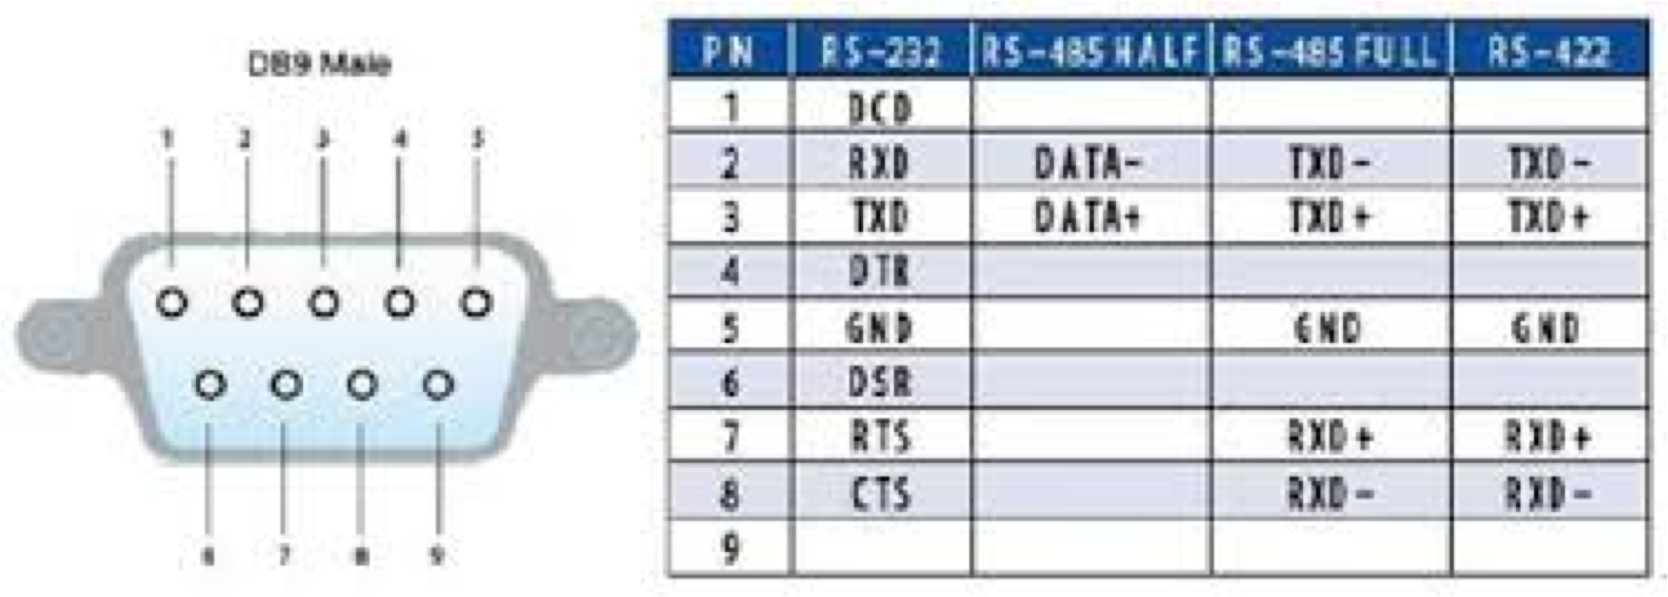 DB9 Male
1 2 3 4 5
6 7 8 9
PN RS-232 RS-485 HALF RS-485 FULL RS-422
1 DCD
2 RXD DATA- TXD- TXD-
3 TXD DATA+ TXD+ TXD+
4 DTR
5 GND GND GND
6 DSR
7 RTS RXD+ RXD+
8 CTS RXD- RXD-
9